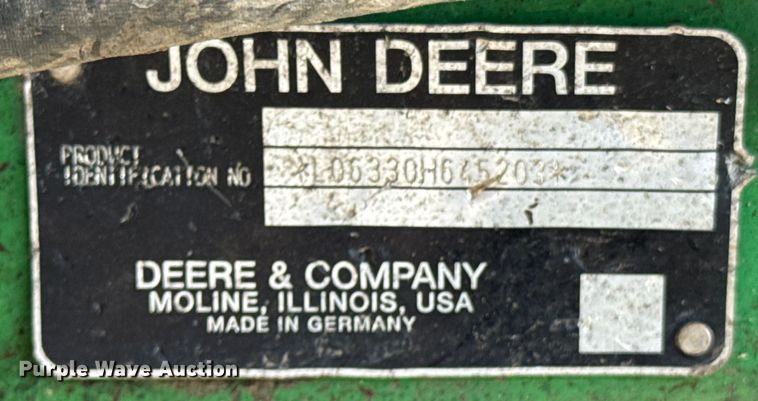 JOHN DEERE
PRODUCT
IDENTIFICATION NO
*L06330H645203*
DEERE & COMPANY
MOLINE, ILLINOIS, USA
MADE IN GERMANY
Purple Wave Auction